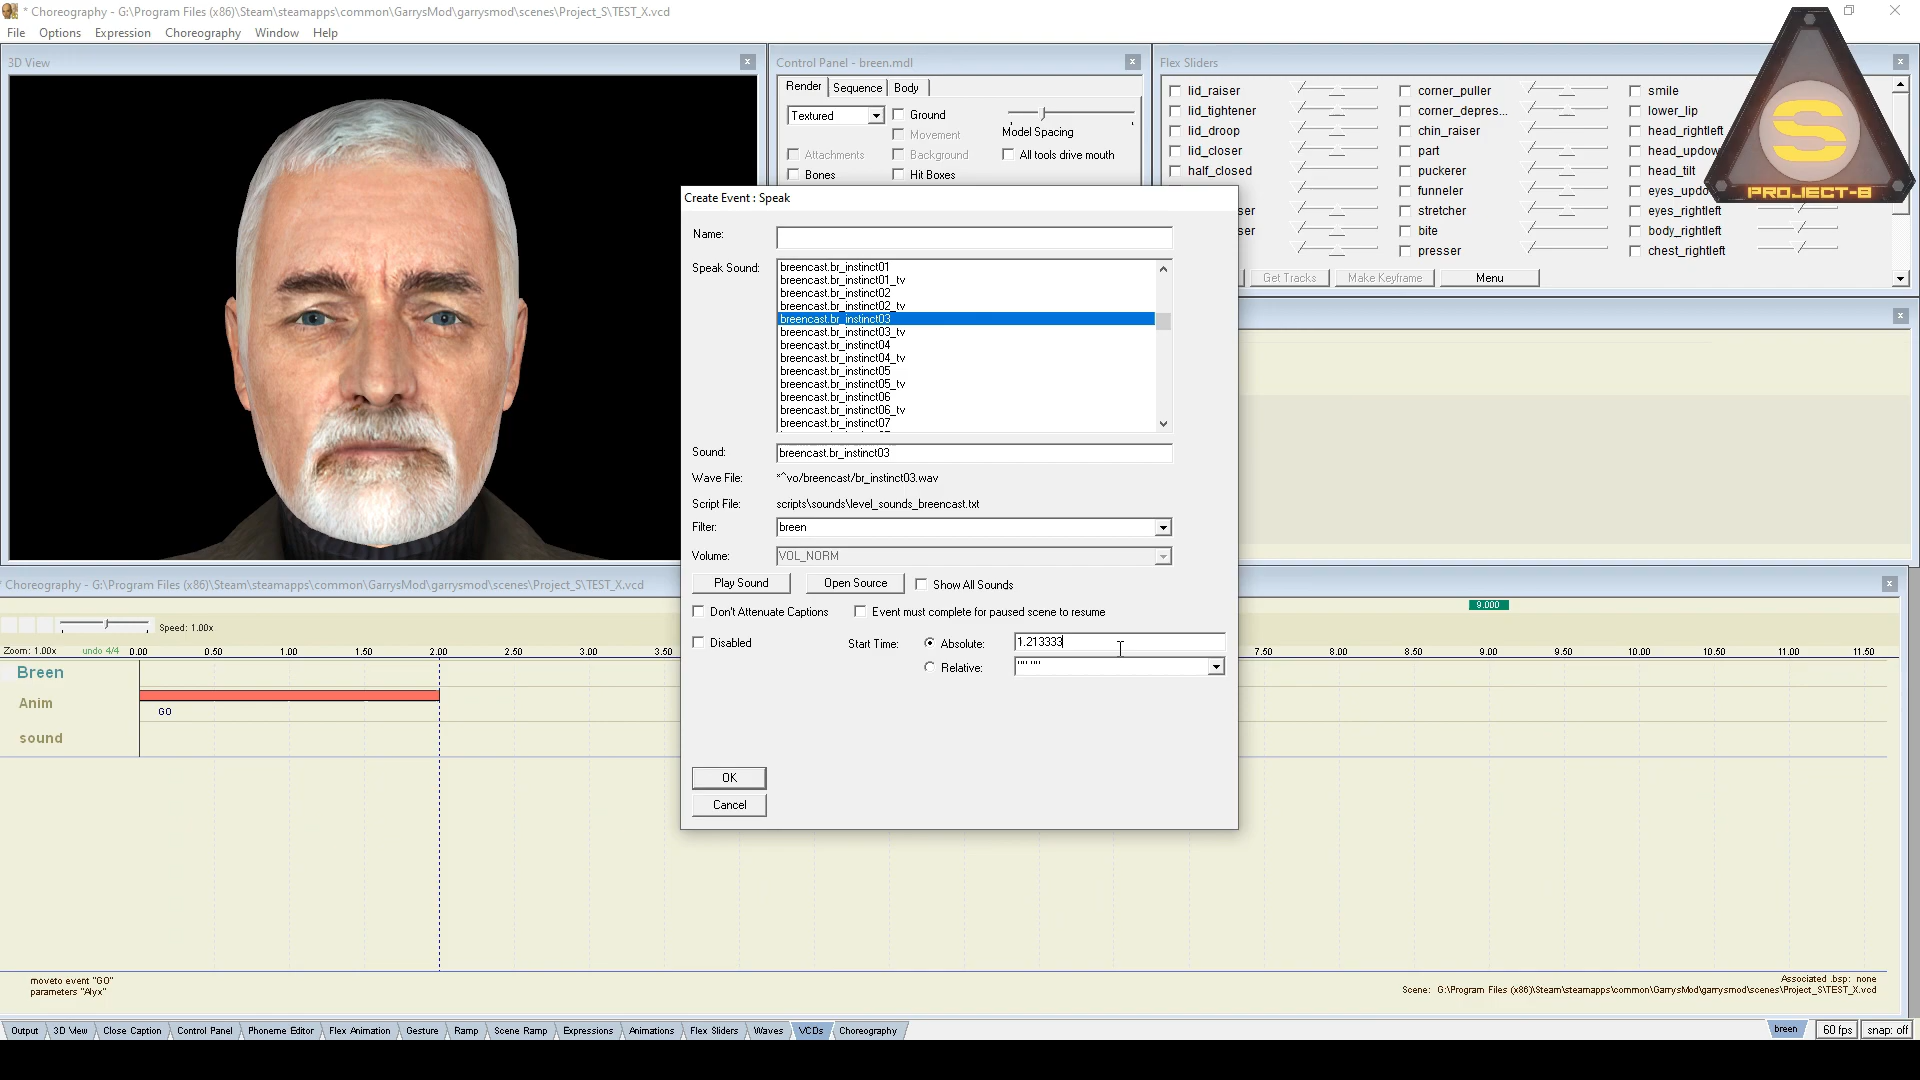 * Choreography - G:\Program Files (x86)\Steam\steamapps\common\GarrysMod\garrysmod\scenes\Project_S\TEST_X.vcd
File Options Expression Choreography Window Help
3D View
Control Panel - breen.mdl
Flex Sliders
Render Sequence Body
Textured
Ground
Model Spacing
Movement
Attachments
Background
All tools drive mouth
Bones
Hit Boxes
lid_raiser corner_puller smile
lid_tightener corner_depres... lower_lip
lid_droop chin_raiser head_rightleft
lid_closer part
half_closed puckerer head_tilt
funneler
ser stretcher eyes_rightleft
ser bite body_rightleft
presser chest_rightleft
Get Tracks Make Keyframe Menu
S
PROJECT-S
Create Event : Speak
Name:
Speak Sound:
breencast.br_instinct01
breencast.br_instinct01_tv
breencast.br_instinct02
breencast.br_instinct02_tv
breencast.br_instinct03
breencast.br_instinct03_tv
breencast.br_instinct04
breencast.br_instinct04_tv
breencast.br_instinct05
breencast.br_instinct05_tv
breencast.br_instinct06
breencast.br_instinct06_tv
breencast.br_instinct07
Sound: breencast.br_instinct03
Wave File: *^vo/breencast/br_instinct03.wav
Script File: scripts\sounds\level_sounds_breencast.txt
Filter: breen
Volume: VOL_NORM
Play Sound Open Source Show All Sounds
Don't Attenuate Captions Event must complete for paused scene to resume
Disabled Start Time: Absolute: 1.213333
Relative: "" ""
OK
Cancel
Choreography - G:\Program Files (x86)\Steam\steamapps\common\GarrysMod\garrysmod\scenes\Project_S\TEST_X.vcd
9.000
Speed: 1.00x
Zoom: 1.00x undo 4/4 0.00 0.50 1.00 1.50 2.00 2.50 3.00 3.50 7.50 8.00 8.50 9.00 9.50 10.00 10.50 11.00 11.50
Breen
Anim
GO
sound
moveto event "GO"
parameters "Alyx"
Associated .bsp: none
Scene: G:\Program Files (x86)\Steam\steamapps\common\GarrysMod\garrysmod\scenes\Project_S\TEST_X.vcd
Output 3D View Close Caption Control Panel Phoneme Editor Flex Animation Gesture Ramp Scene Ramp Expressions Animations Flex Sliders Waves VCDs Choreography
breen 60 fps snap: off